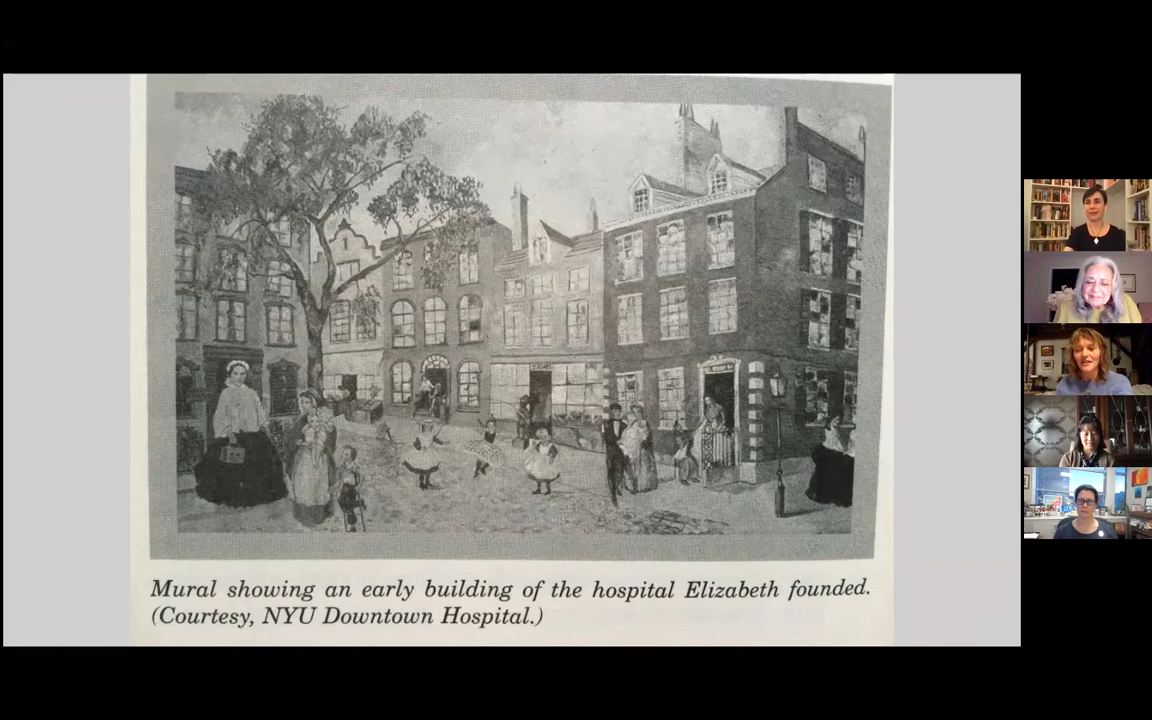 Mural showing an early building of the hospital Elizabeth founded.
(Courtesy, NYU Downtown Hospital.)